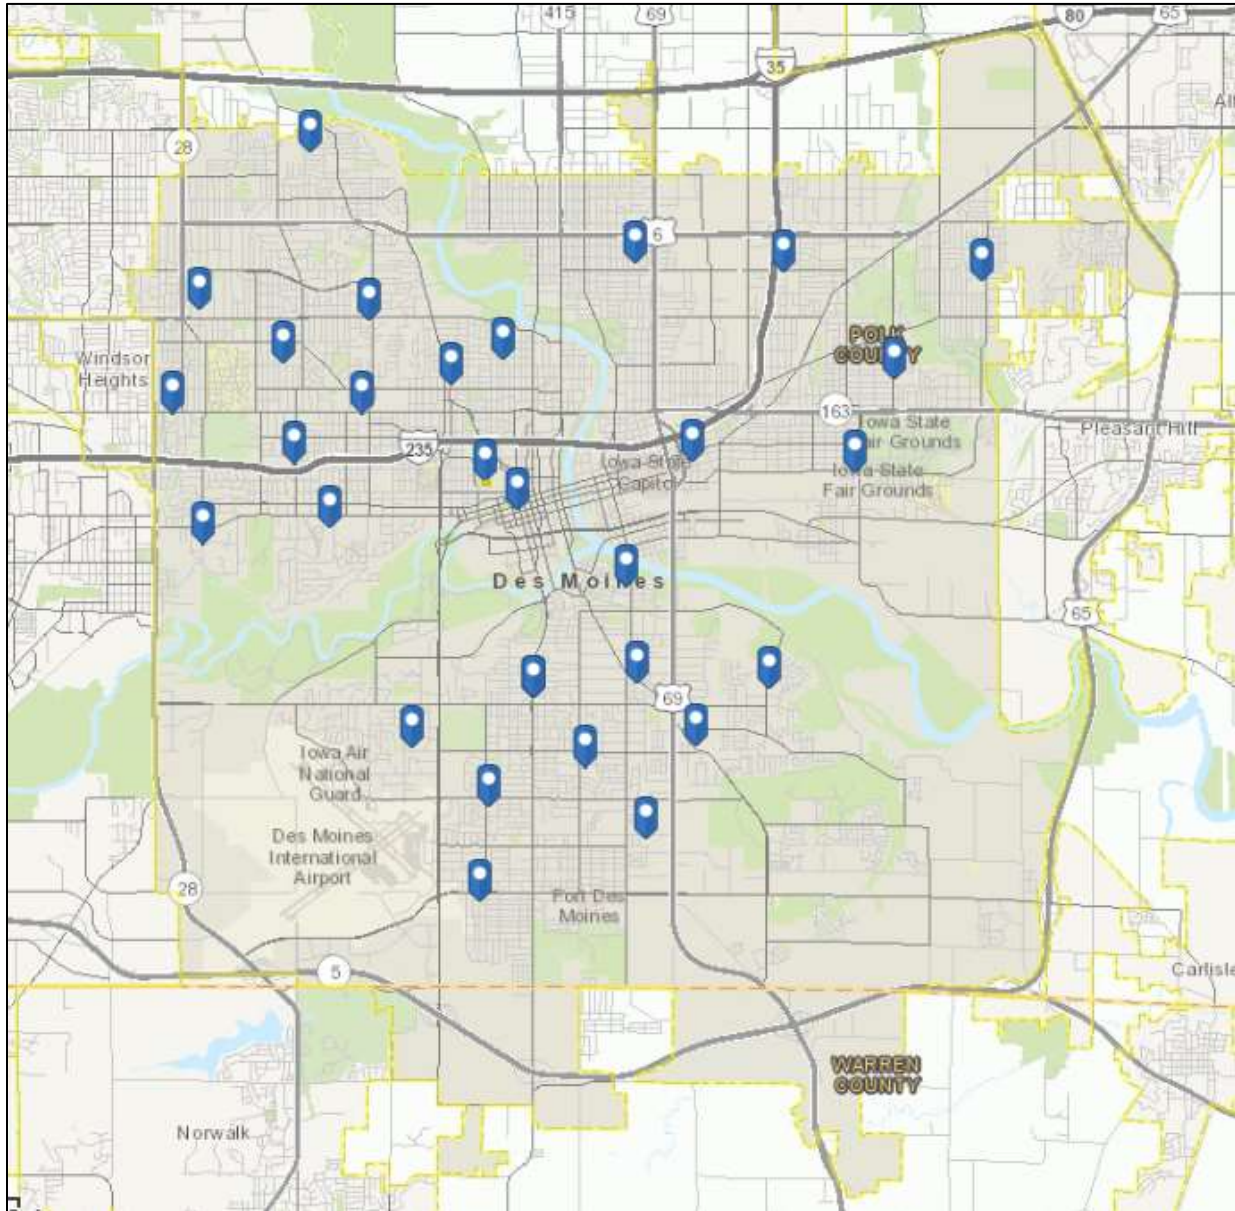 415
69
80
65
35
Al
28
6
POLK
COUNTY
Windsor
Heights
163
Iowa State
Fair Grounds
Pleasant Hill
235
Iowa State
Capitol
Iowa State
Fair Grounds
Des Moines
65
69
Iowa Air
National
Guard
Des Moines
International
Airport
28
Fort Des
Moines
5
Carlisle
WARREN
COUNTY
Norwalk